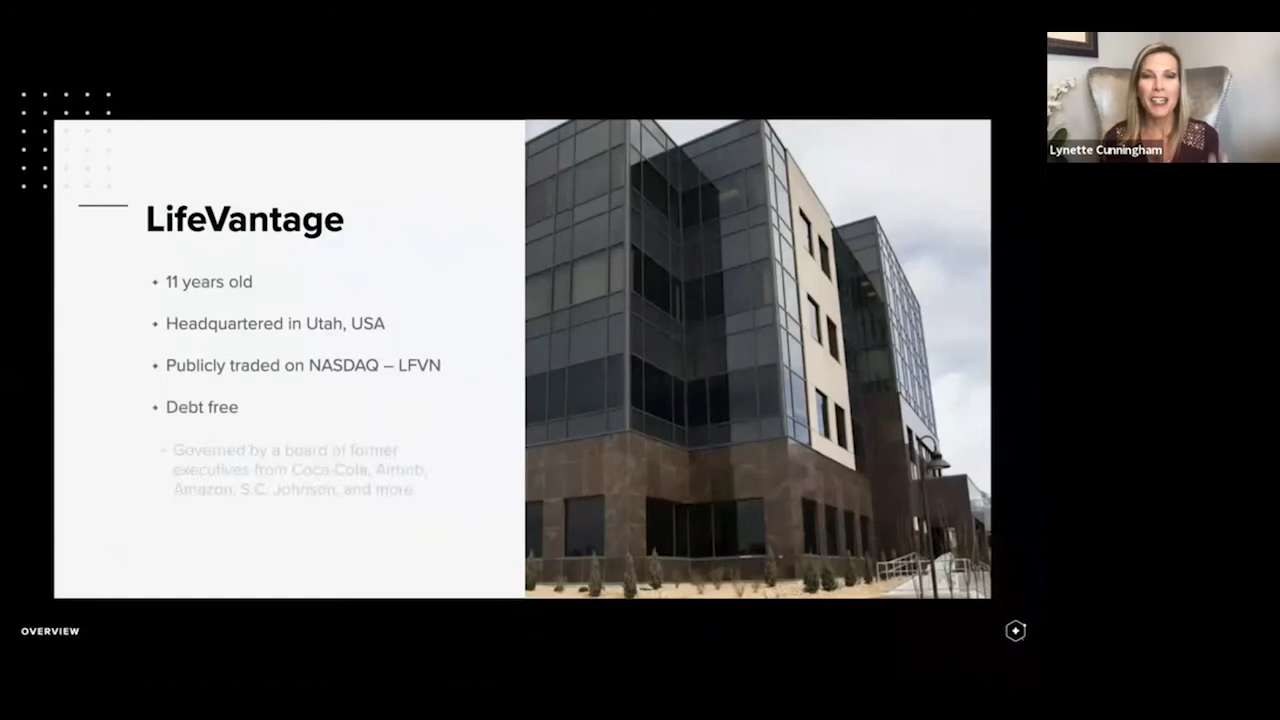 Lynette Cunningham
LifeVantage
11 years old
Headquartered in Utah, USA
Publicly traded on NASDAQ – LFVN
Debt free
– Governed by a board of former
executives from Coca-Cola, Airbnb,
Amazon, S.C. Johnson, and more.
OVERVIEW